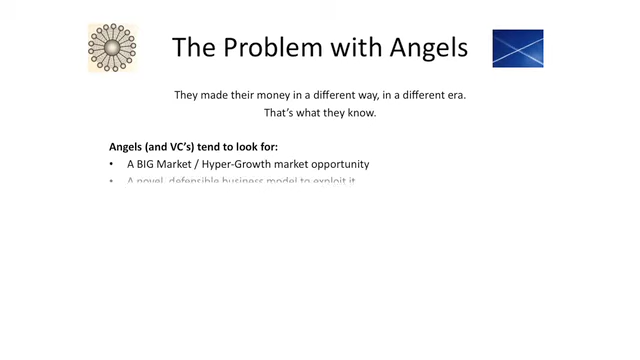 The Problem with Angels
They made their money in a different way, in a different era.
That's what they know.
Angels (and VC's) tend to look for:
• A BIG Market / Hyper-Growth market opportunity
• A novel, defensible business model to exploit it